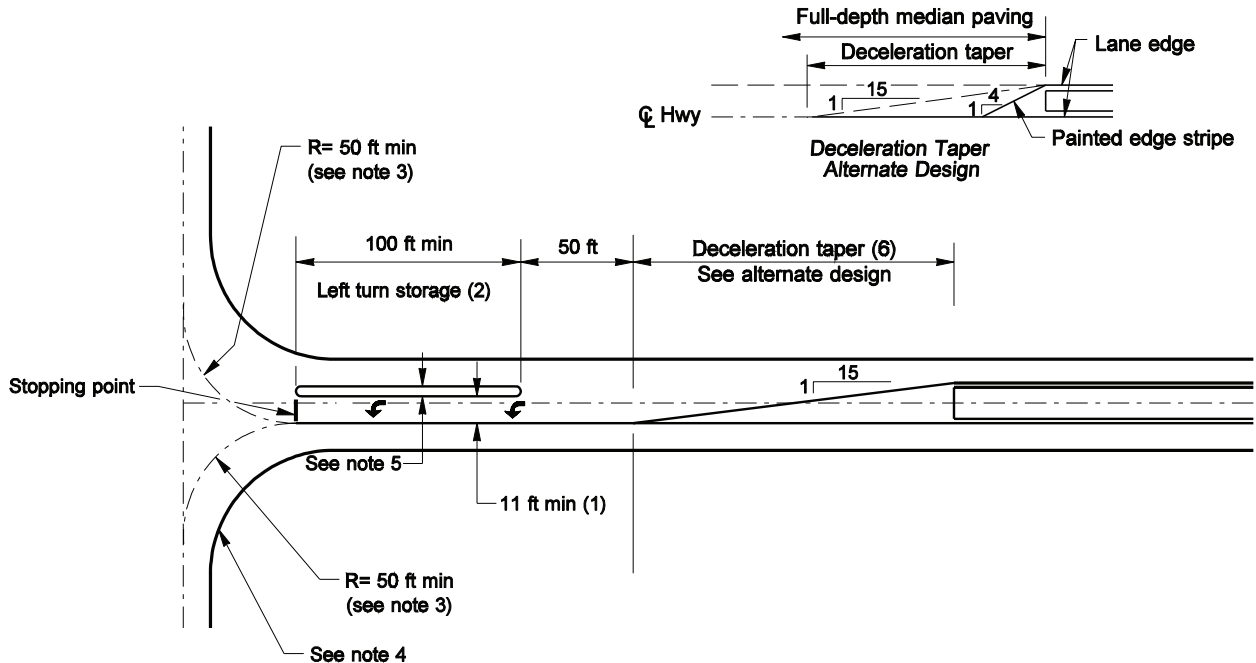 Full-depth median paving
Deceleration taper
Lane edge
15
1
4
1
℄ Hwy
Painted edge stripe
Deceleration Taper
Alternate Design
R= 50 ft min
(see note 3)
100 ft min
50 ft
Deceleration taper (6)
See alternate design
Left turn storage (2)
15
1
Stopping point
See note 5
11 ft min (1)
R= 50 ft min
(see note 3)
See note 4